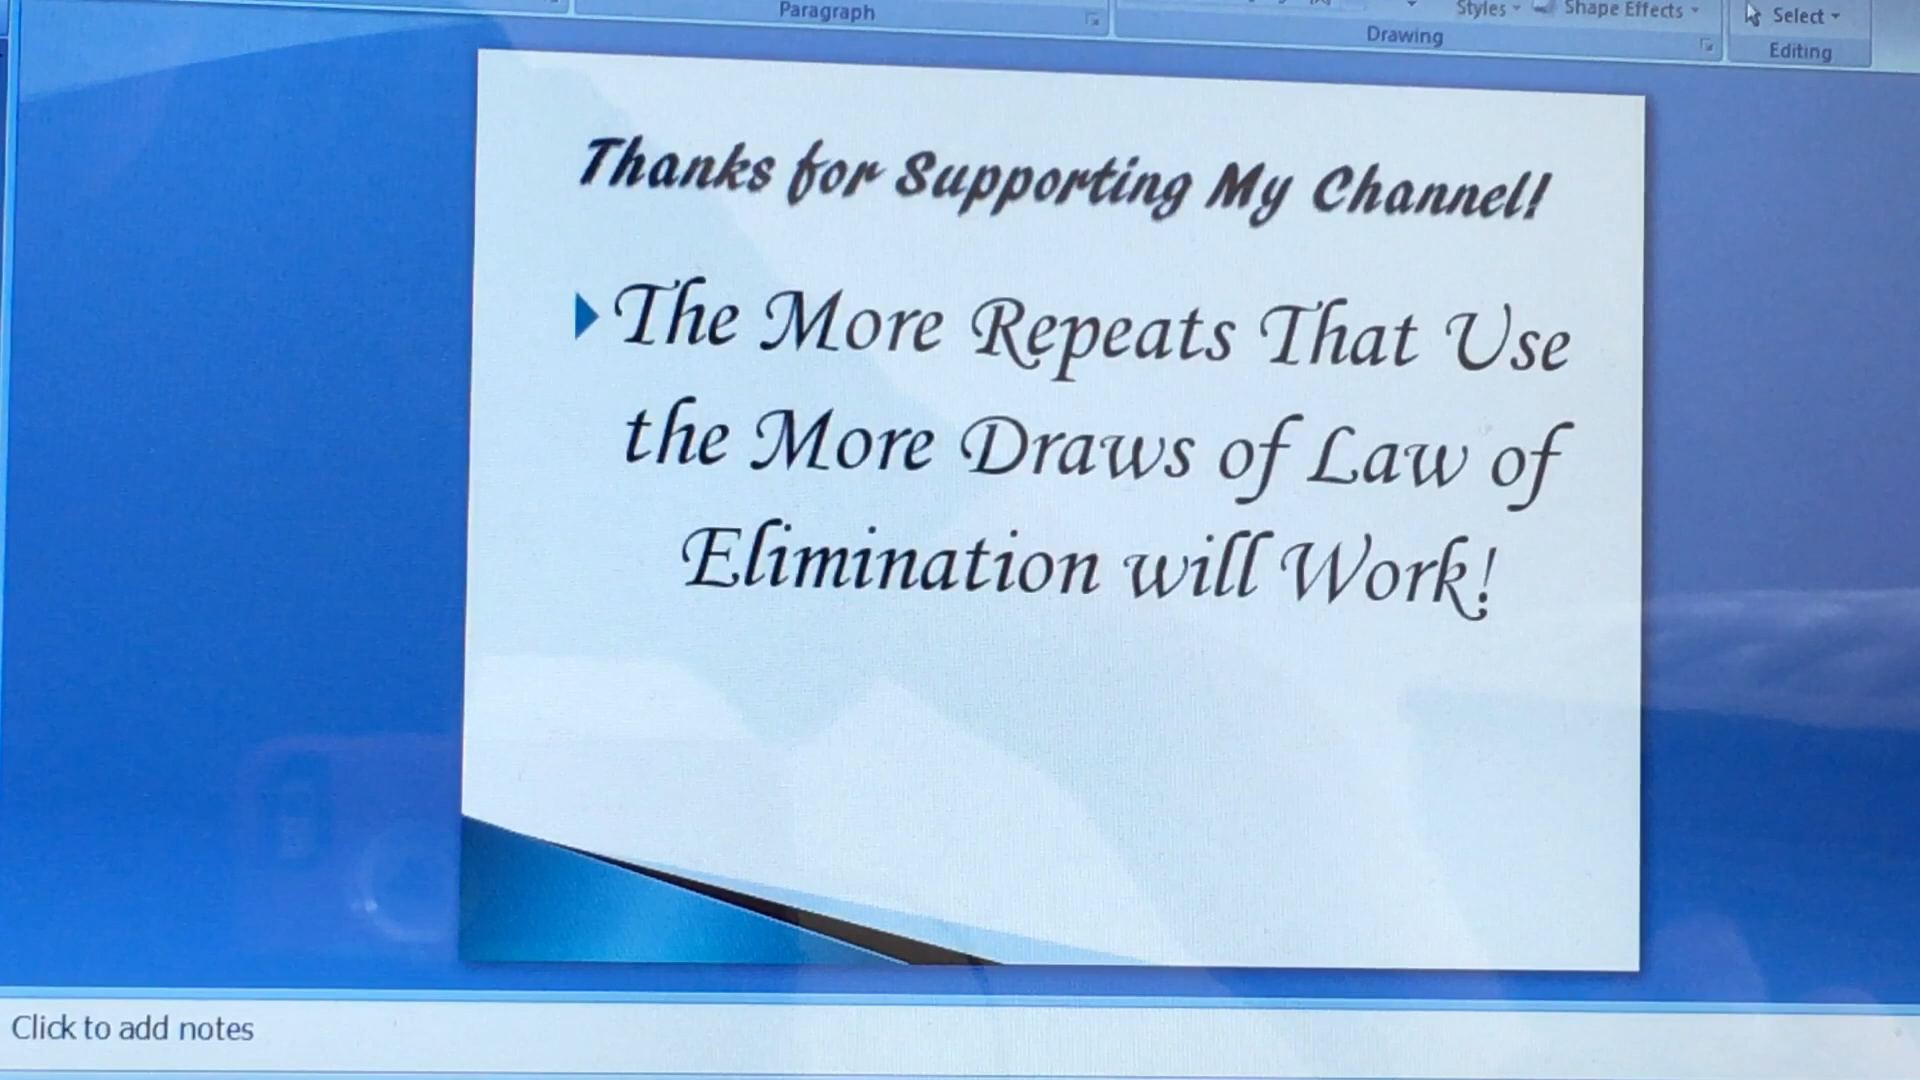 Paragraph
Styles
Shape Effects
Select
Drawing
Editing
Thanks for Supporting My Channel!
The More Repeats That Use
the More Draws of Law of
Elimination will Work!
Click to add notes